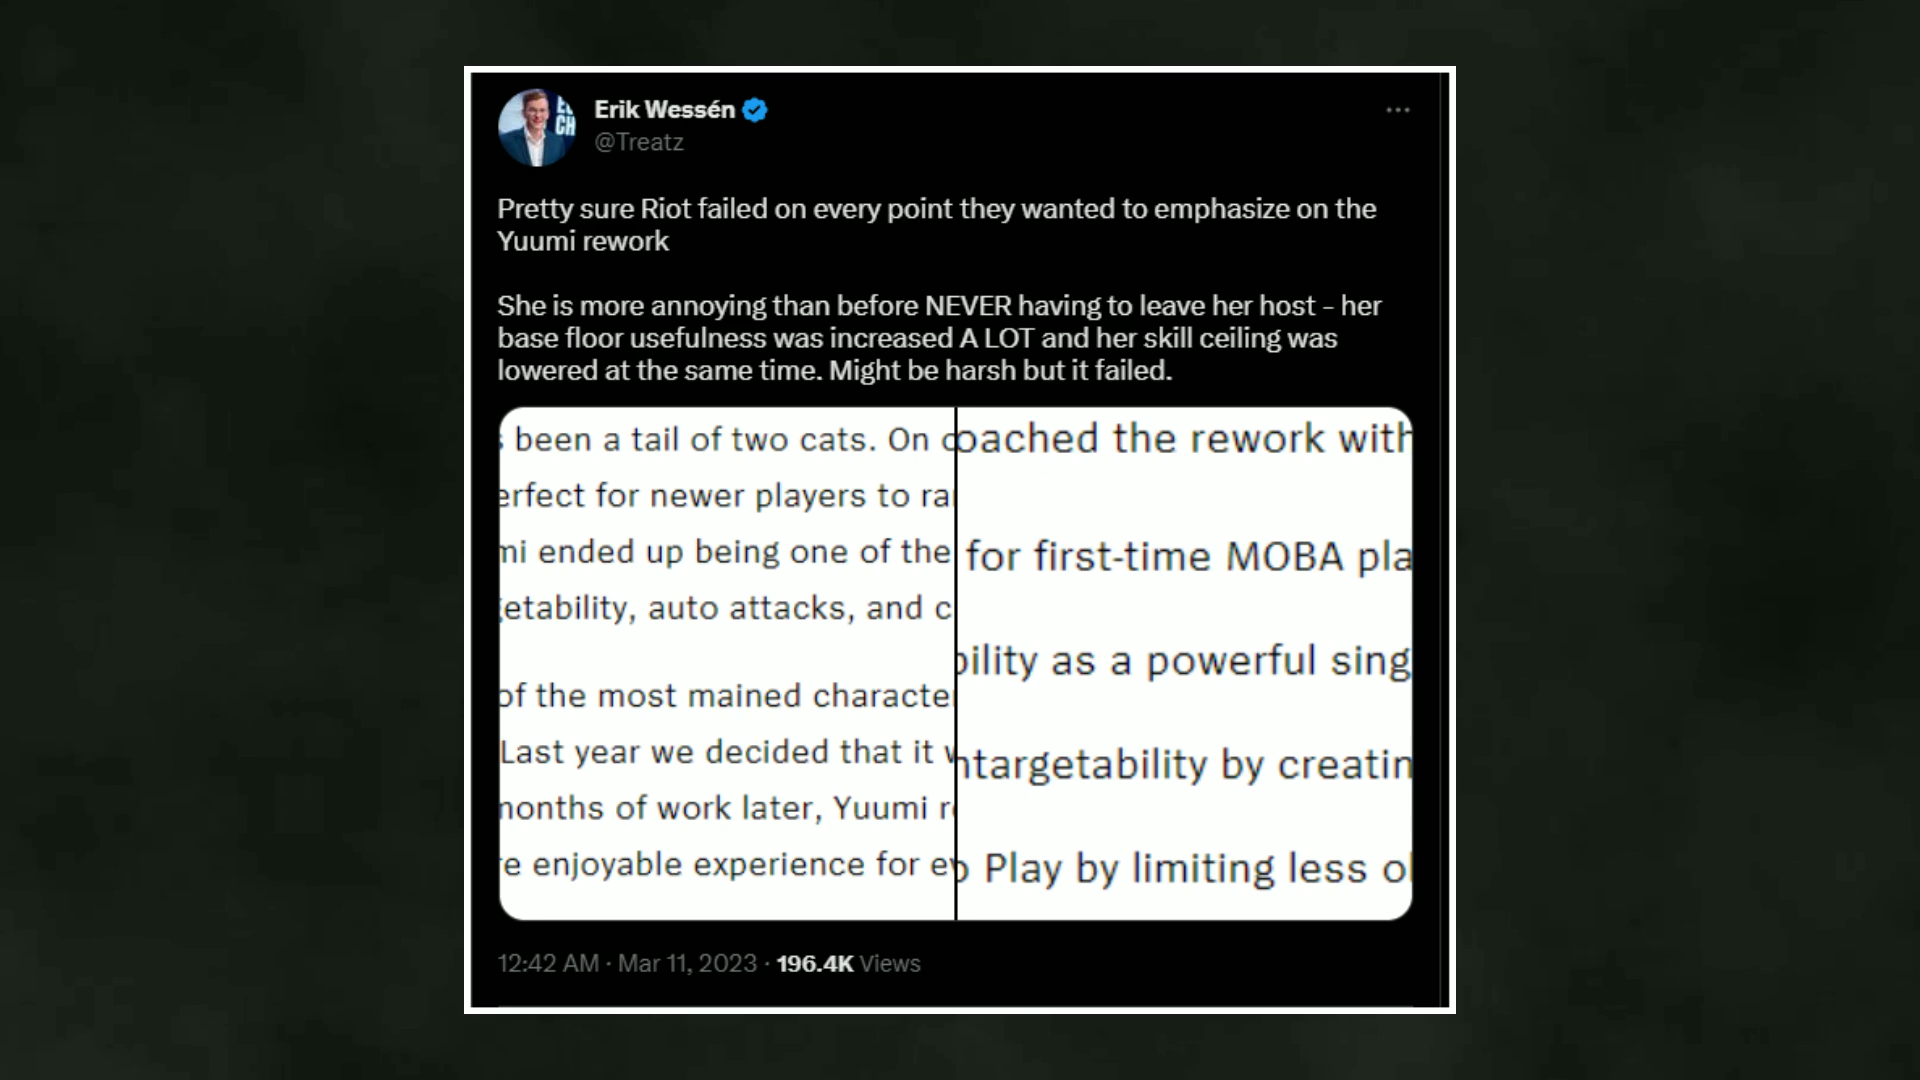 Erik Wessén
@Treatz
Pretty sure Riot failed on every point they wanted to emphasize on the
Yuumi rework
She is more annoying than before NEVER having to leave her host – her
base floor usefulness was increased A LOT and her skill ceiling was
lowered at the same time. Might be harsh but it failed.
been a tail of two cats. On
erfect for newer players to
mi ended up being one of the
etability, auto attacks, and c
of the most mained characte
Last year we decided that it
months of work later, Yuumi
re enjoyable experience for
oached the rework with
for first-time MOBA pla
bility as a powerful sing
ntargetability by creatin
o Play by limiting less
12:42 AM · Mar 11, 2023 · 196.4K Views